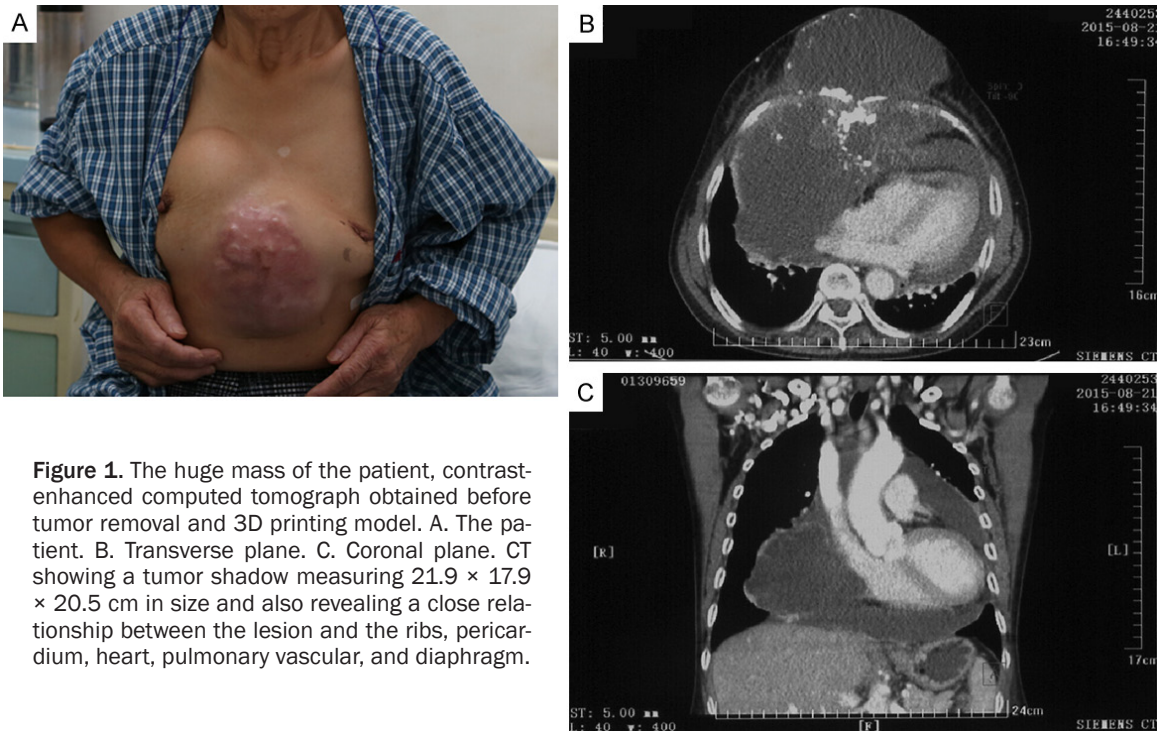 A
B
2440253
2015-08-21
16:49:34
16cm
ST: 5.00 mm
L: 40 W: 400
23cm
SIEMENS CT
C
01309659
2440253
2015-08-21
16:49:34
[R]
[L]
17cm
ST: 5.00 mm
L: 40 W: 400
24cm
[F]
SIEMENS CT
Figure 1. The huge mass of the patient, contrast-
enhanced computed tomograph obtained before
tumor removal and 3D printing model. A. The pa-
tient. B. Transverse plane. C. Coronal plane. CT
showing a tumor shadow measuring 21.9 × 17.9
× 20.5 cm in size and also revealing a close rela-
tionship between the lesion and the ribs, pericar-
dium, heart, pulmonary vascular, and diaphragm.